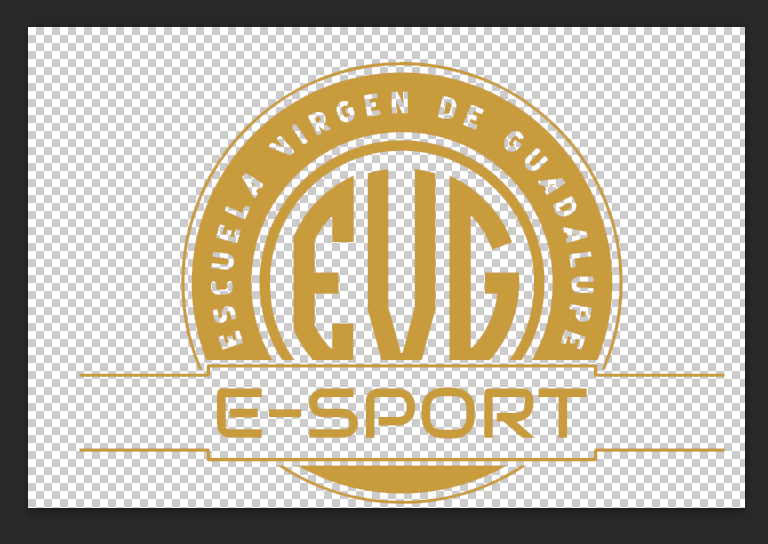 ESCUELA VIRGEN DE GUADALUPE
EVG
E-SPORT